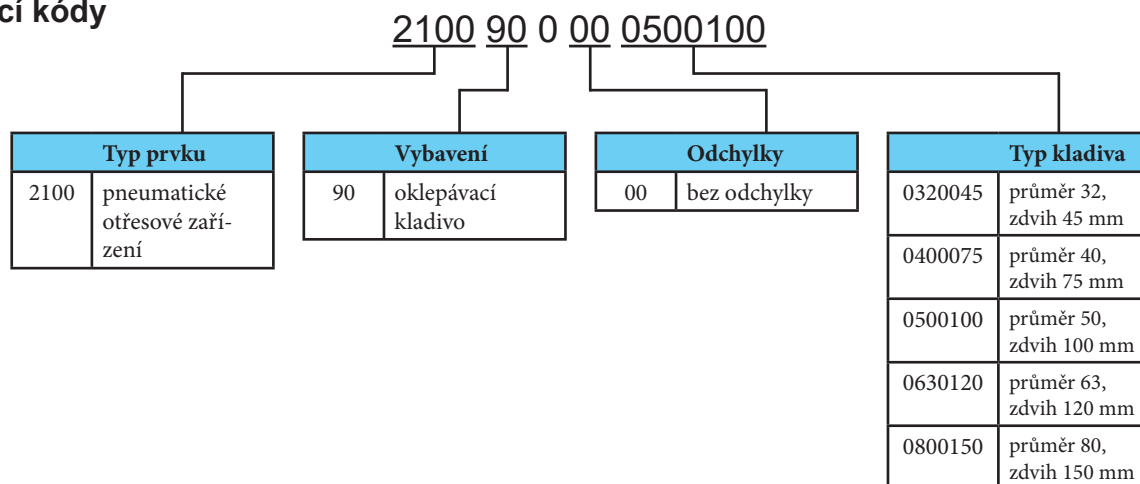 cí kódy
2100 90 0 00 0500100
Typ prvku
2100 pneumatické
otřesové zaří-
zení
Vybavení
90 oklepávací
kladivo
Odchylky
00 bez odchylky
Typ kladiva
0320045 průměr 32,
zdvih 45 mm
0400075 průměr 40,
zdvih 75 mm
0500100 průměr 50,
zdvih 100 mm
0630120 průměr 63,
zdvih 120 mm
0800150 průměr 80,
zdvih 150 mm